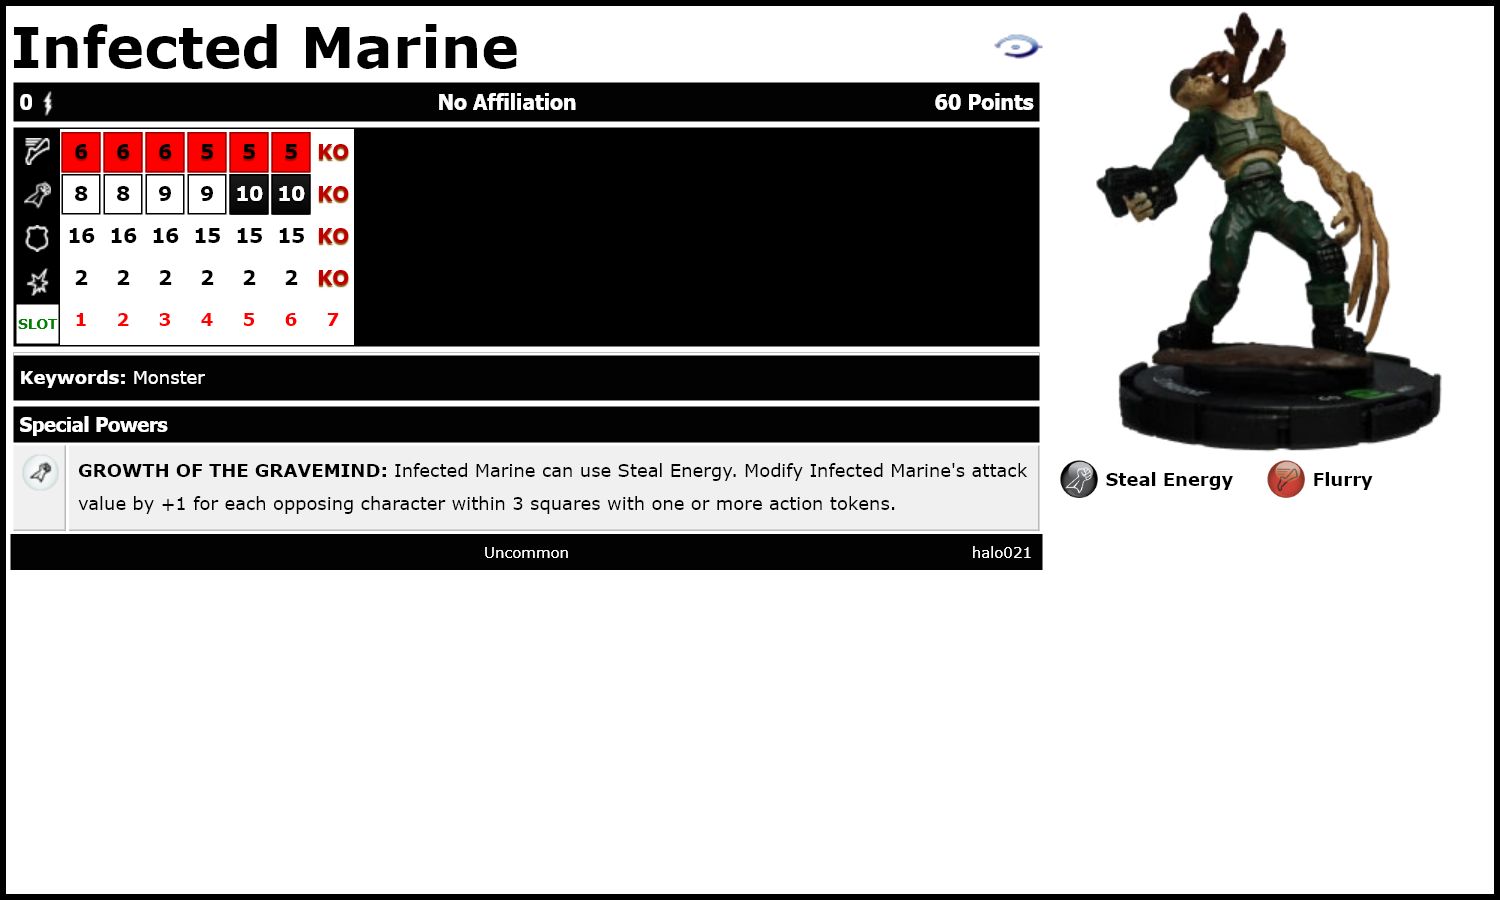 Infected Marine
0 No Affiliation 60 Points
6 6 6 5 5 5 KO
8 8 9 9 10 10 KO
16 16 16 15 15 15 KO
2 2 2 2 2 2 KO
SLOT 1 2 3 4 5 6 7
Keywords: Monster
Special Powers
GROWTH OF THE GRAVEMIND: Infected Marine can use Steal Energy. Modify Infected Marine's attack
value by +1 for each opposing character within 3 squares with one or more action tokens.
Uncommon halo021
Steal Energy Flurry